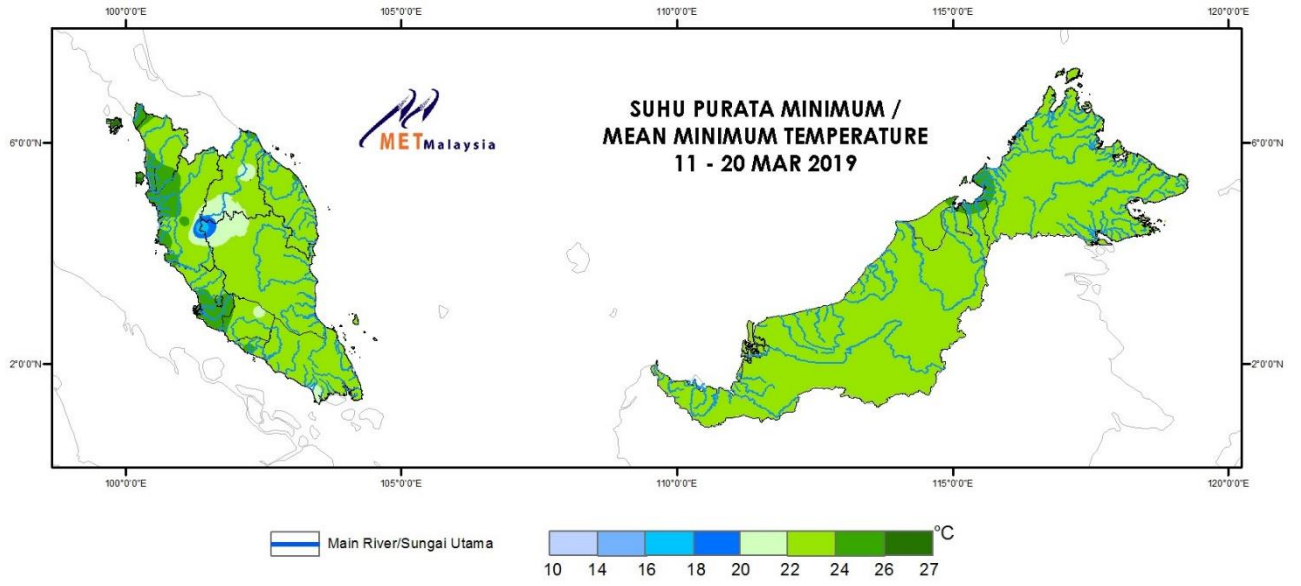 100°0'0"E 105°0'0"E 110°0'0"E 115°0'0"E 120°0'0"E
METMalaysia
SUHU PURATA MINIMUM /
MEAN MINIMUM TEMPERATURE
11 - 20 MAR 2019
6°0'0"N 6°0'0"N
2°0'0"N 2°0'0"N
100°0'0"E 105°0'0"E 110°0'0"E 115°0'0"E 120°0'0"E
Main River/Sungai Utama
°C
10 14 16 18 20 22 24 26 27